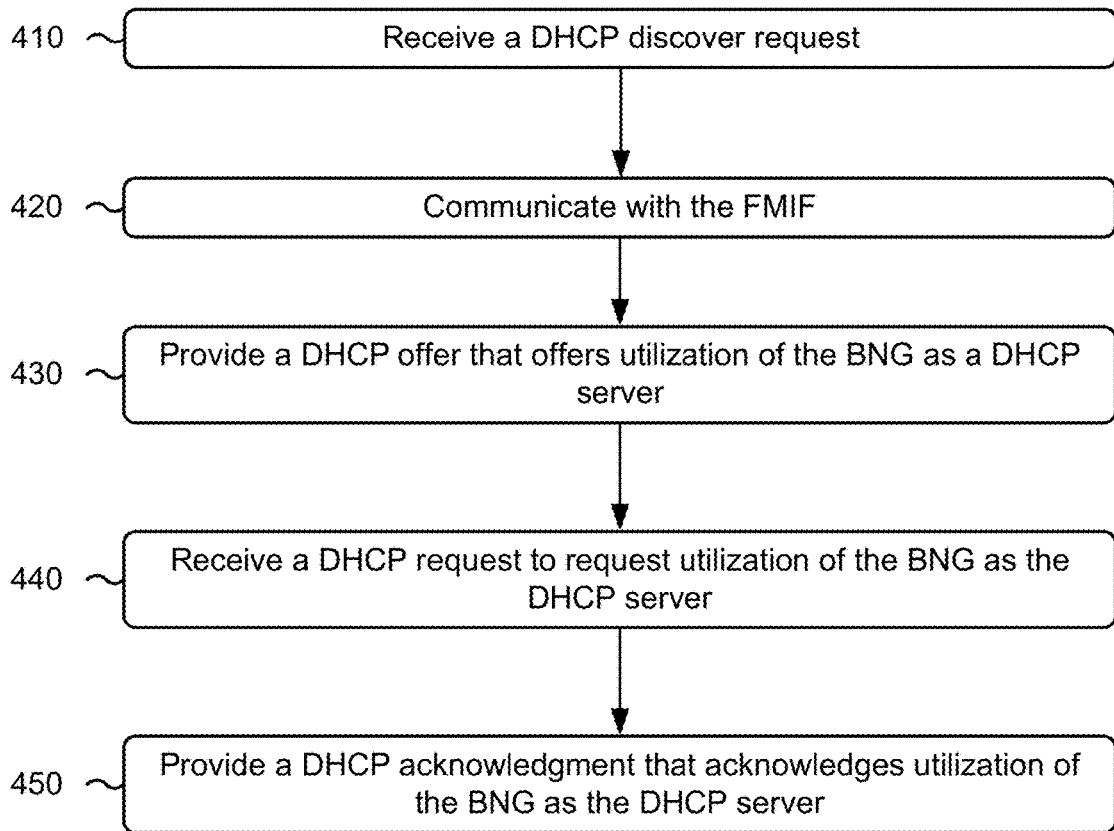 410
Receive a DHCP discover request
420
Communicate with the FMIF
430
Provide a DHCP offer that offers utilization of the BNG as a DHCP
server
440
Receive a DHCP request to request utilization of the BNG as the
DHCP server
450
Provide a DHCP acknowledgment that acknowledges utilization of
the BNG as the DHCP server